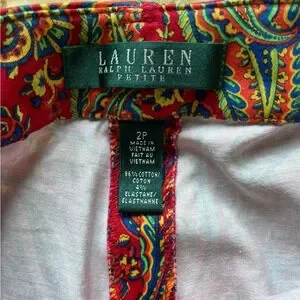 LAUREN
RALPH LAUREN
PETITE
2P
MADE IN
VIETNAM
FAIT AU
VIETNAM
96% COTTON/
COTON
4%
ELASTANE/
ELASTHANNE